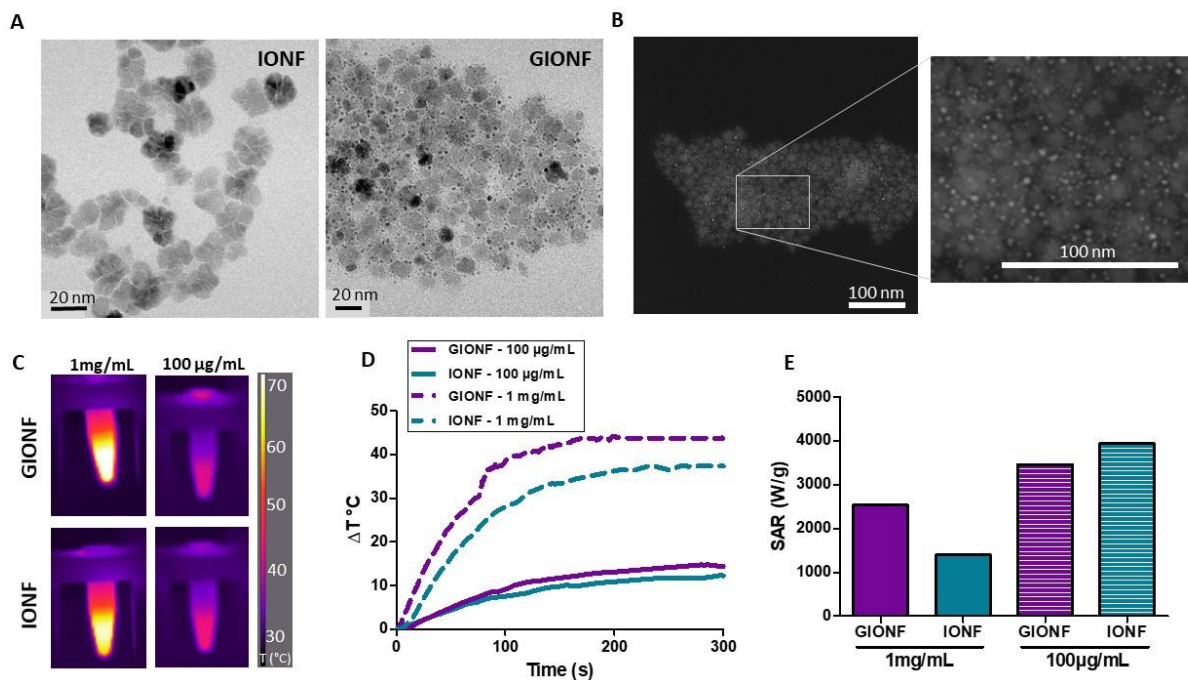 A
IONF
20 nm
GIONF
20 nm
B
100 nm
100 nm
C
1mg/mL
100 µg/mL
GIONF
IONF
70
60
50
40
30
T (°C)
D
GIONF - 100 µg/mL
IONF - 100 µg/mL
GIONF - 1 mg/mL
IONF - 1 mg/mL
Δ T °C
50
40
30
20
10
0
0
100
200
300
Time (s)
E
SAR (W/g)
5000
4000
3000
2000
1000
0
GIONF
IONF
GIONF
IONF
1mg/mL
100µg/mL